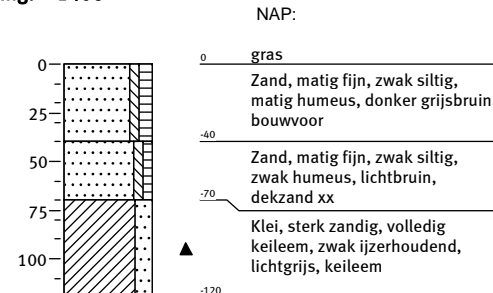 NAP:
0
gras
0
Zand, matig fijn, zwak siltig,
matig humeus, donker grijsbruin,
bouwvoor
25
-40
50
Zand, matig fijn, zwak siltig,
zwak humeus, lichtbruin,
dekzand xx
-70
75
Klei, sterk zandig, volledig
keileem, zwak ijzerhoudend,
lichtgrijs, keileem
100
-120